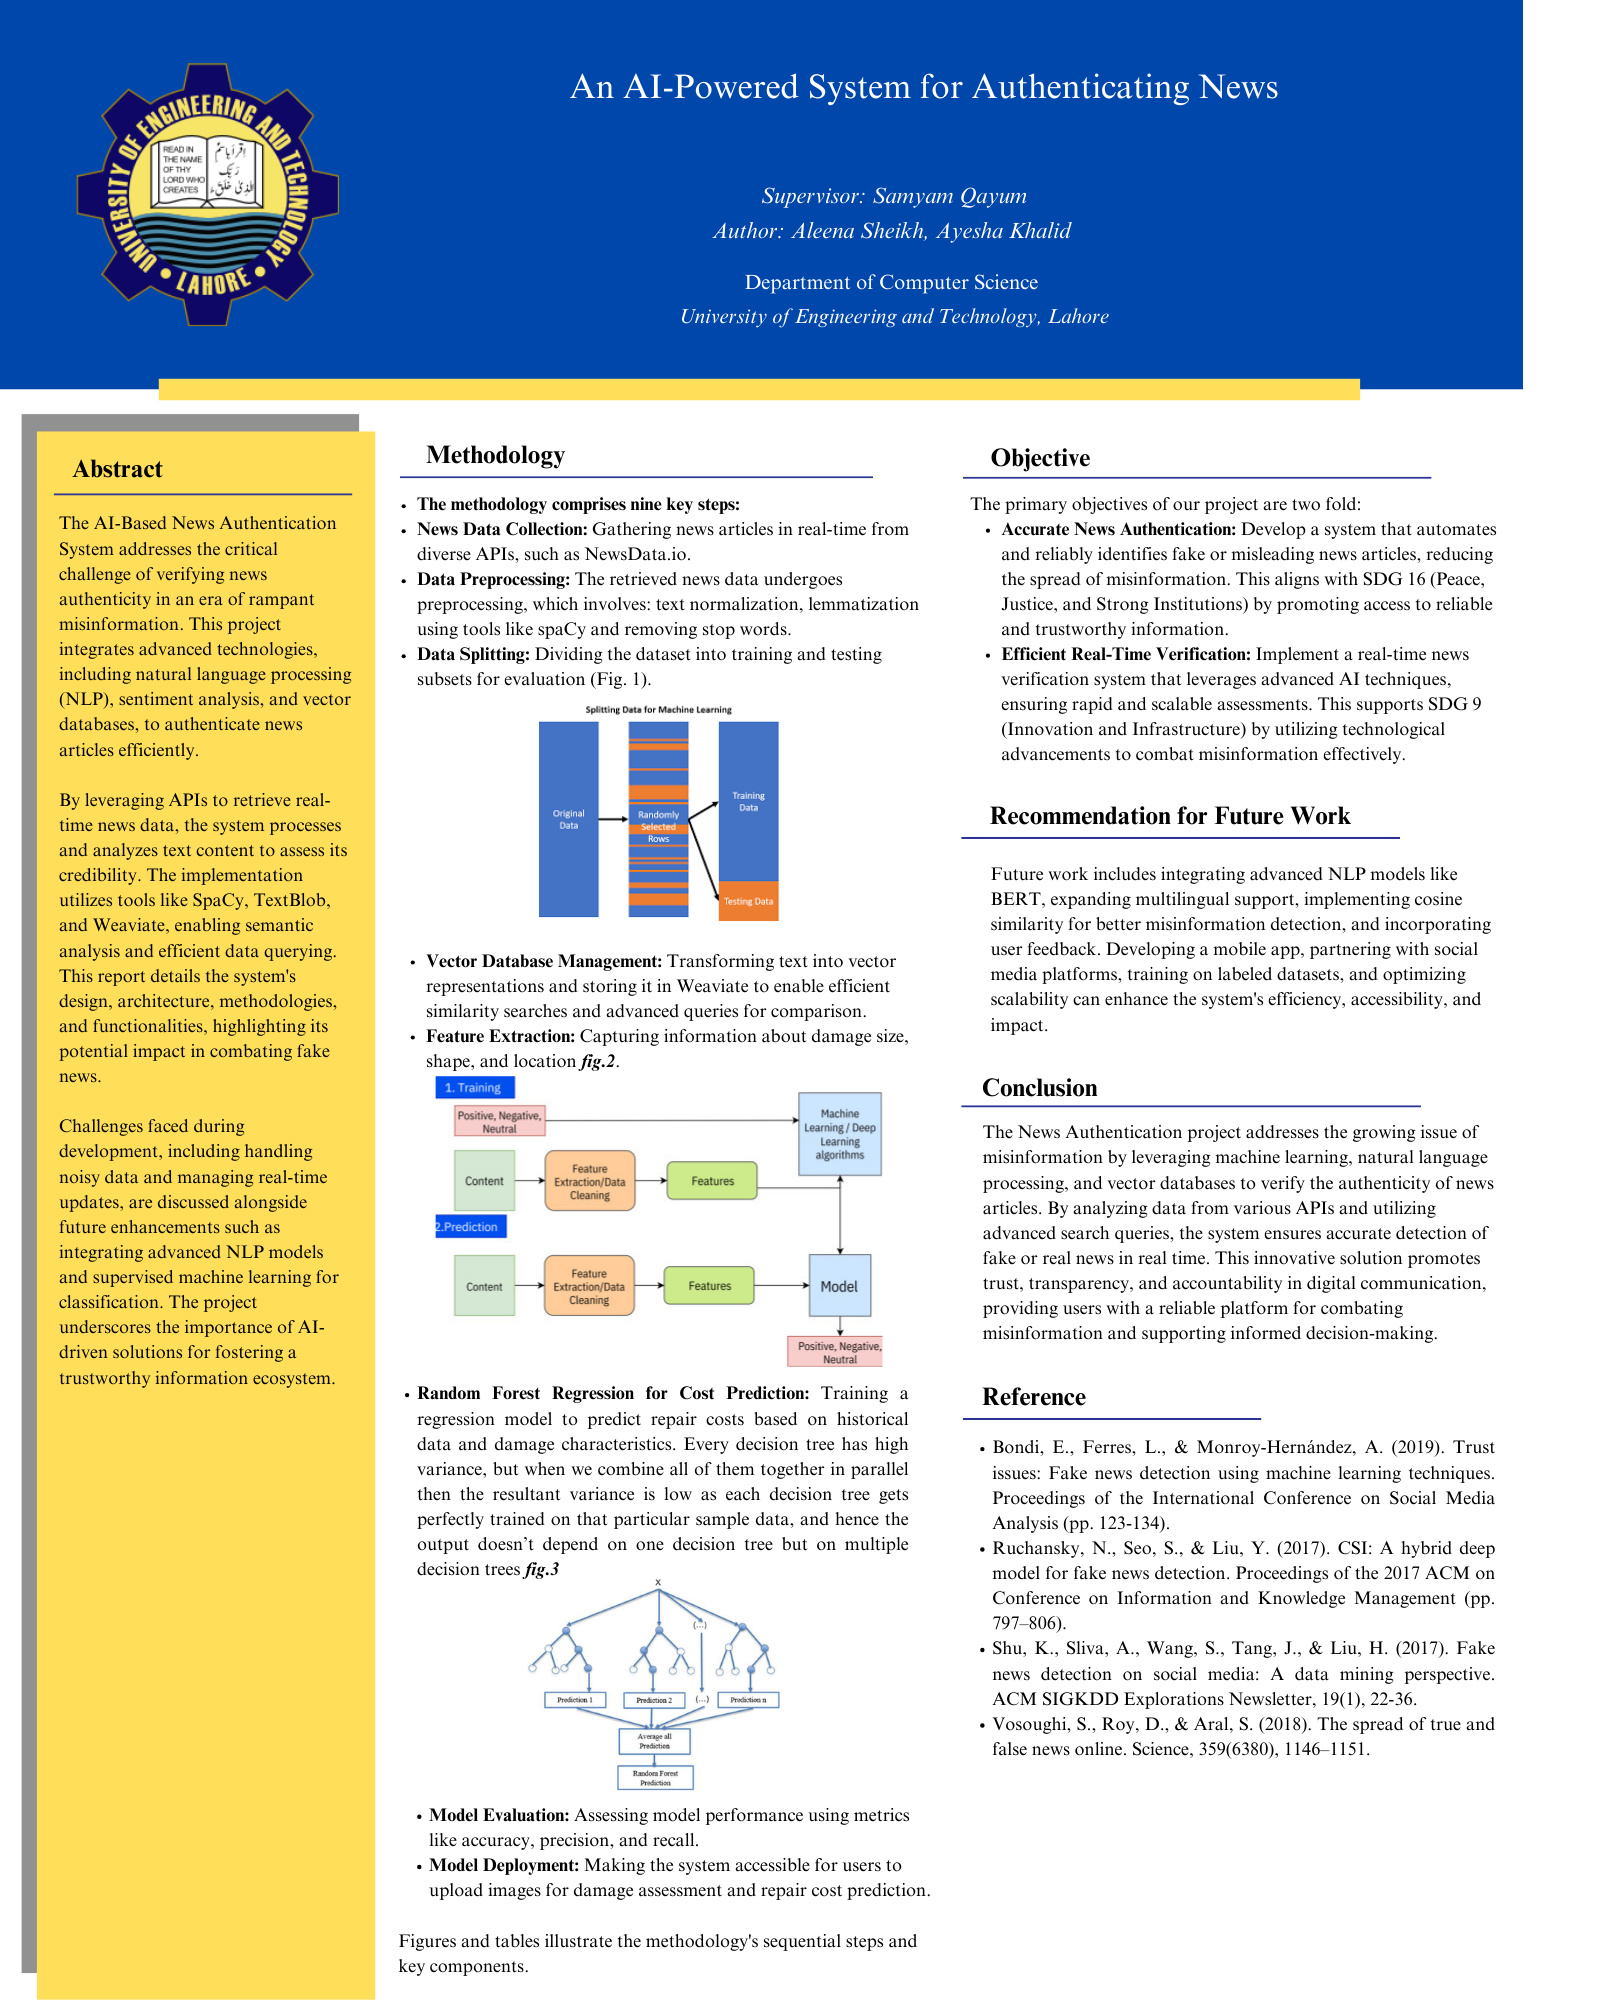 An AI-Powered System for Authenticating News
UNIVERSITY OF ENGINEERING AND TECHNOLOGY
LAHORE
READ IN
THE NAME
OF THY
LORD WHO
CREATES
اقرأ باسم
ربك
الذي خلق
Supervisor: Samyam Qayum
Author: Aleena Sheikh, Ayesha Khalid
Department of Computer Science
University of Engineering and Technology, Lahore
Abstract
The AI-Based News Authentication
System addresses the critical
challenge of verifying news
authenticity in an era of rampant
misinformation. This project
integrates advanced technologies,
including natural language processing
(NLP), sentiment analysis, and vector
databases, to authenticate news
articles efficiently.
By leveraging APIs to retrieve real-
time news data, the system processes
and analyzes text content to assess its
credibility. The implementation
utilizes tools like SpaCy, TextBlob,
and Weaviate, enabling semantic
analysis and efficient data querying.
This report details the system's
design, architecture, methodologies,
and functionalities, highlighting its
potential impact in combating fake
news.
Challenges faced during
development, including handling
noisy data and managing real-time
updates, are discussed alongside
future enhancements such as
integrating advanced NLP models
and supervised machine learning for
classification. The project
underscores the importance of AI-
driven solutions for fostering a
trustworthy information ecosystem.
Methodology
• The methodology comprises nine key steps:
• News Data Collection: Gathering news articles in real-time from
diverse APIs, such as NewsData.io.
• Data Preprocessing: The retrieved news data undergoes
preprocessing, which involves: text normalization, lemmatization
using tools like spaCy and removing stop words.
• Data Splitting: Dividing the dataset into training and testing
subsets for evaluation (Fig. 1).
Splitting Data for Machine Learning
Original
Data
Randomly
Selected
Rows
Training
Data
Testing Data
• Vector Database Management: Transforming text into vector
representations and storing it in Weaviate to enable efficient
similarity searches and advanced queries for comparison.
• Feature Extraction: Capturing information about damage size,
shape, and location fig.2.
1. Training
Positive, Negative,
Neutral
Machine
Learning / Deep
Learning
algorithms
Content
Feature
Extraction/Data
Cleaning
Features
2.Prediction
Content
Feature
Extraction/Data
Cleaning
Features
Model
Positive, Negative,
Neutral
• Random Forest Regression for Cost Prediction: Training a
regression model to predict repair costs based on historical
data and damage characteristics. Every decision tree has high
variance, but when we combine all of them together in parallel
then the resultant variance is low as each decision tree gets
perfectly trained on that particular sample data, and hence the
output doesn't depend on one decision tree but on multiple
decision trees fig.3
X
(...)
Prediction 1
Prediction 2
(...)
Prediction n
Average all
Prediction
Random Forest
Prediction
• Model Evaluation: Assessing model performance using metrics
like accuracy, precision, and recall.
• Model Deployment: Making the system accessible for users to
upload images for damage assessment and repair cost prediction.
Figures and tables illustrate the methodology's sequential steps and
key components.
Objective
The primary objectives of our project are two fold:
• Accurate News Authentication: Develop a system that automates
and reliably identifies fake or misleading news articles, reducing
the spread of misinformation. This aligns with SDG 16 (Peace,
Justice, and Strong Institutions) by promoting access to reliable
and trustworthy information.
• Efficient Real-Time Verification: Implement a real-time news
verification system that leverages advanced AI techniques,
ensuring rapid and scalable assessments. This supports SDG 9
(Innovation and Infrastructure) by utilizing technological
advancements to combat misinformation effectively.
Recommendation for Future Work
Future work includes integrating advanced NLP models like
BERT, expanding multilingual support, implementing cosine
similarity for better misinformation detection, and incorporating
user feedback. Developing a mobile app, partnering with social
media platforms, training on labeled datasets, and optimizing
scalability can enhance the system's efficiency, accessibility, and
impact.
Conclusion
The News Authentication project addresses the growing issue of
misinformation by leveraging machine learning, natural language
processing, and vector databases to verify the authenticity of news
articles. By analyzing data from various APIs and utilizing
advanced search queries, the system ensures accurate detection of
fake or real news in real time. This innovative solution promotes
trust, transparency, and accountability in digital communication,
providing users with a reliable platform for combating
misinformation and supporting informed decision-making.
Reference
• Bondi, E., Ferres, L., & Monroy-Hernández, A. (2019). Trust
issues: Fake news detection using machine learning techniques.
Proceedings of the International Conference on Social Media
Analysis (pp. 123-134).
• Ruchansky, N., Seo, S., & Liu, Y. (2017). CSI: A hybrid deep
model for fake news detection. Proceedings of the 2017 ACM on
Conference on Information and Knowledge Management (pp.
797–806).
• Shu, K., Sliva, A., Wang, S., Tang, J., & Liu, H. (2017). Fake
news detection on social media: A data mining perspective.
ACM SIGKDD Explorations Newsletter, 19(1), 22-36.
• Vosoughi, S., Roy, D., & Aral, S. (2018). The spread of true and
false news online. Science, 359(6380), 1146–1151.